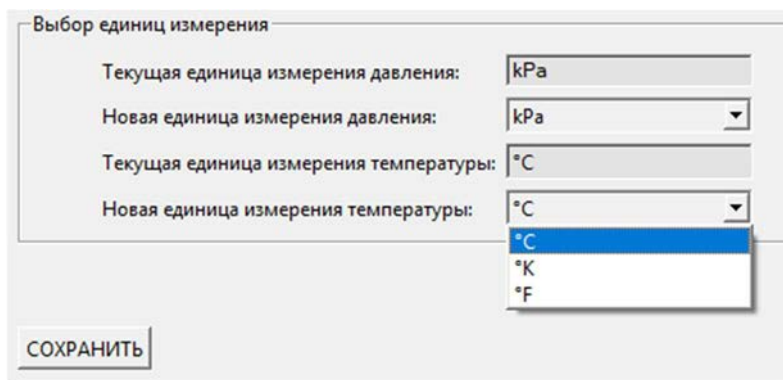 Выбор единиц измерения
Текущая единица измерения давления: kPa
Новая единица измерения давления: kPa
Текущая единица измерения температуры: °C
Новая единица измерения температуры: °C
°C
°K
°F
СОХРАНИТЬ